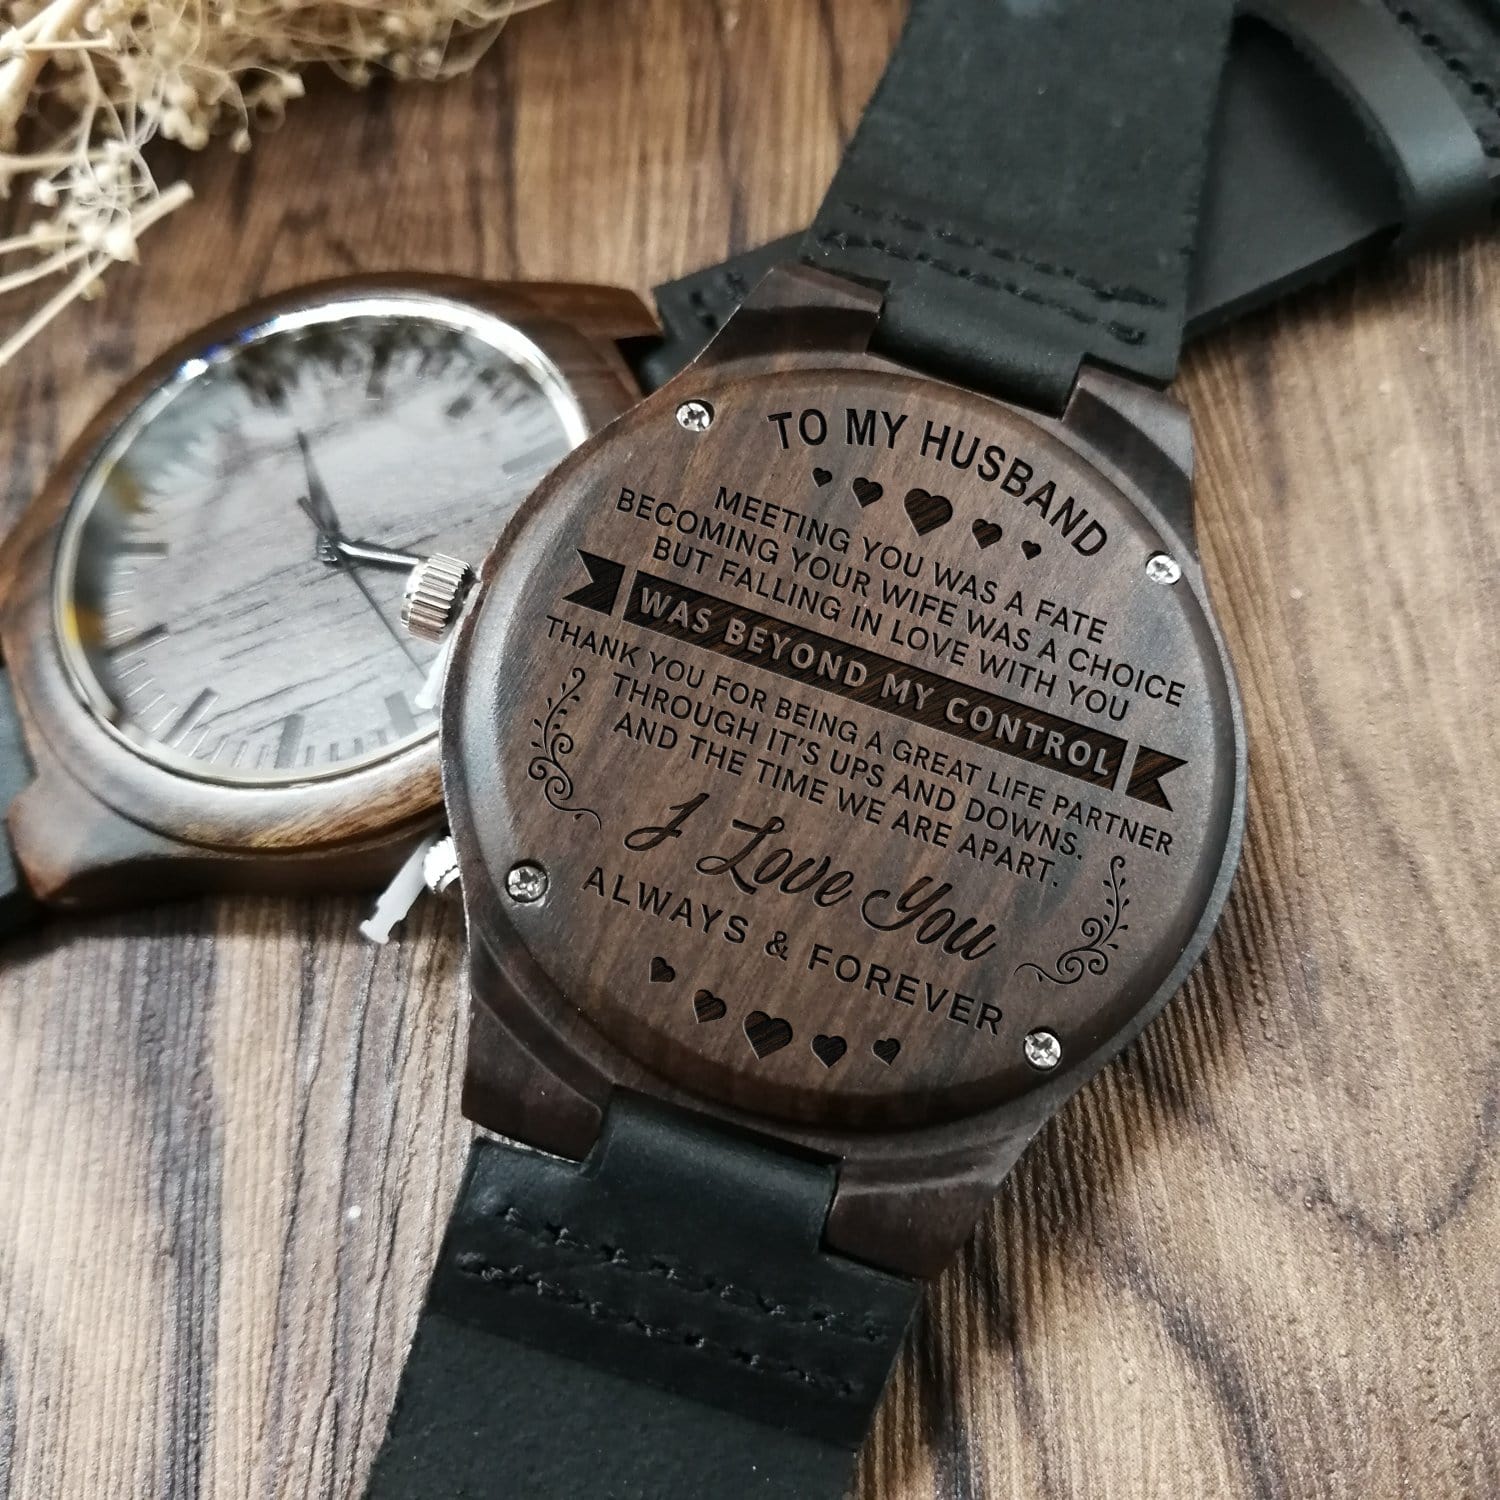 TO MY HUSBAND
MEETING YOU WAS A FATE
BECOMING YOUR WIFE WAS A CHOICE
BUT FALLING IN LOVE WITH YOU
WAS BEYOND MY CONTROL
THANK YOU FOR BEING A GREAT LIFE PARTNER
THROUGH IT'S UPS AND DOWNS.
AND THE TIME WE ARE APART.
I Love You
ALWAYS & FOREVER